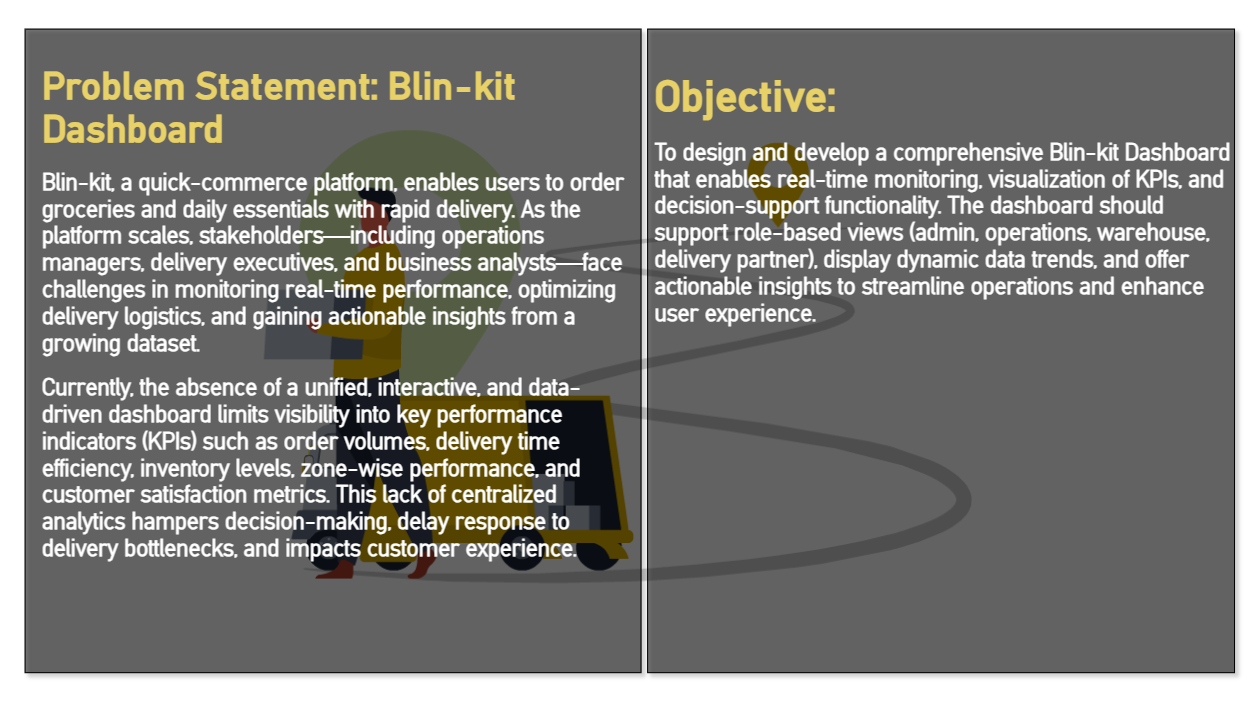 Problem Statement: Blin-kit
Dashboard
Blin-kit, a quick-commerce platform, enables users to order
groceries and daily essentials with rapid delivery. As the
platform scales, stakeholders—including operations
managers, delivery executives, and business analysts—face
challenges in monitoring real-time performance, optimizing
delivery logistics, and gaining actionable insights from a
growing dataset.
Currently, the absence of a unified, interactive, and data-
driven dashboard limits visibility into key performance
indicators (KPIs) such as order volumes, delivery time
efficiency, inventory levels, zone-wise performance, and
customer satisfaction metrics. This lack of centralized
analytics hampers decision-making, delay response to
delivery bottlenecks, and impacts customer experience.
Objective:
To design and develop a comprehensive Blin-kit Dashboard
that enables real-time monitoring, visualization of KPIs, and
decision-support functionality. The dashboard should
support role-based views (admin, operations, warehouse,
delivery partner), display dynamic data trends, and offer
actionable insights to streamline operations and enhance
user experience.